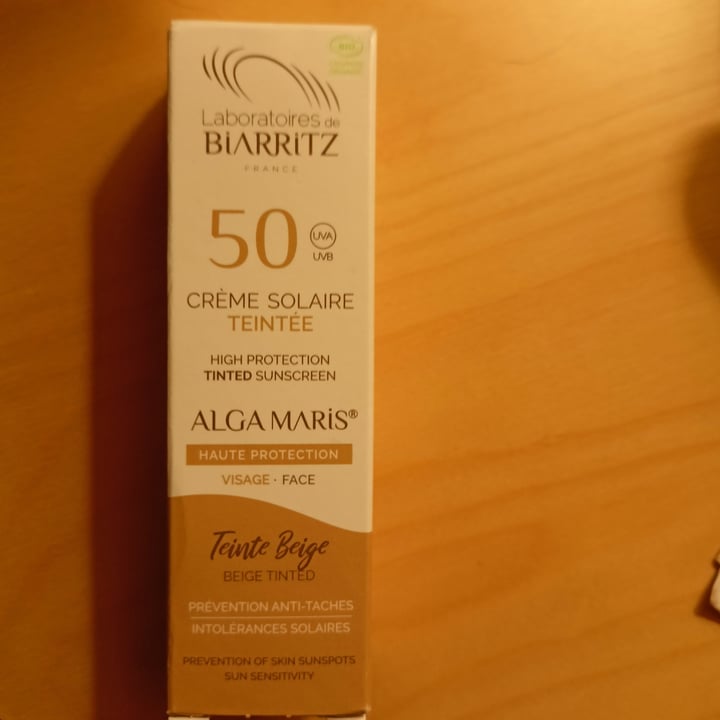 BIO
Laboratoires de
BIARRITZ
FRANCE
50
UVA
UVB
CRÈME SOLAIRE
TEINTÉE
HIGH PROTECTION
TINTED SUNSCREEN
ALGA MARIS®
HAUTE PROTECTION
VISAGE · FACE
Teinte Beige
BEIGE TINTED
PRÉVENTION ANTI-TACHES
INTOLÉRANCES SOLAIRES
PREVENTION OF SKIN SUNSPOTS
SUN SENSITIVITY